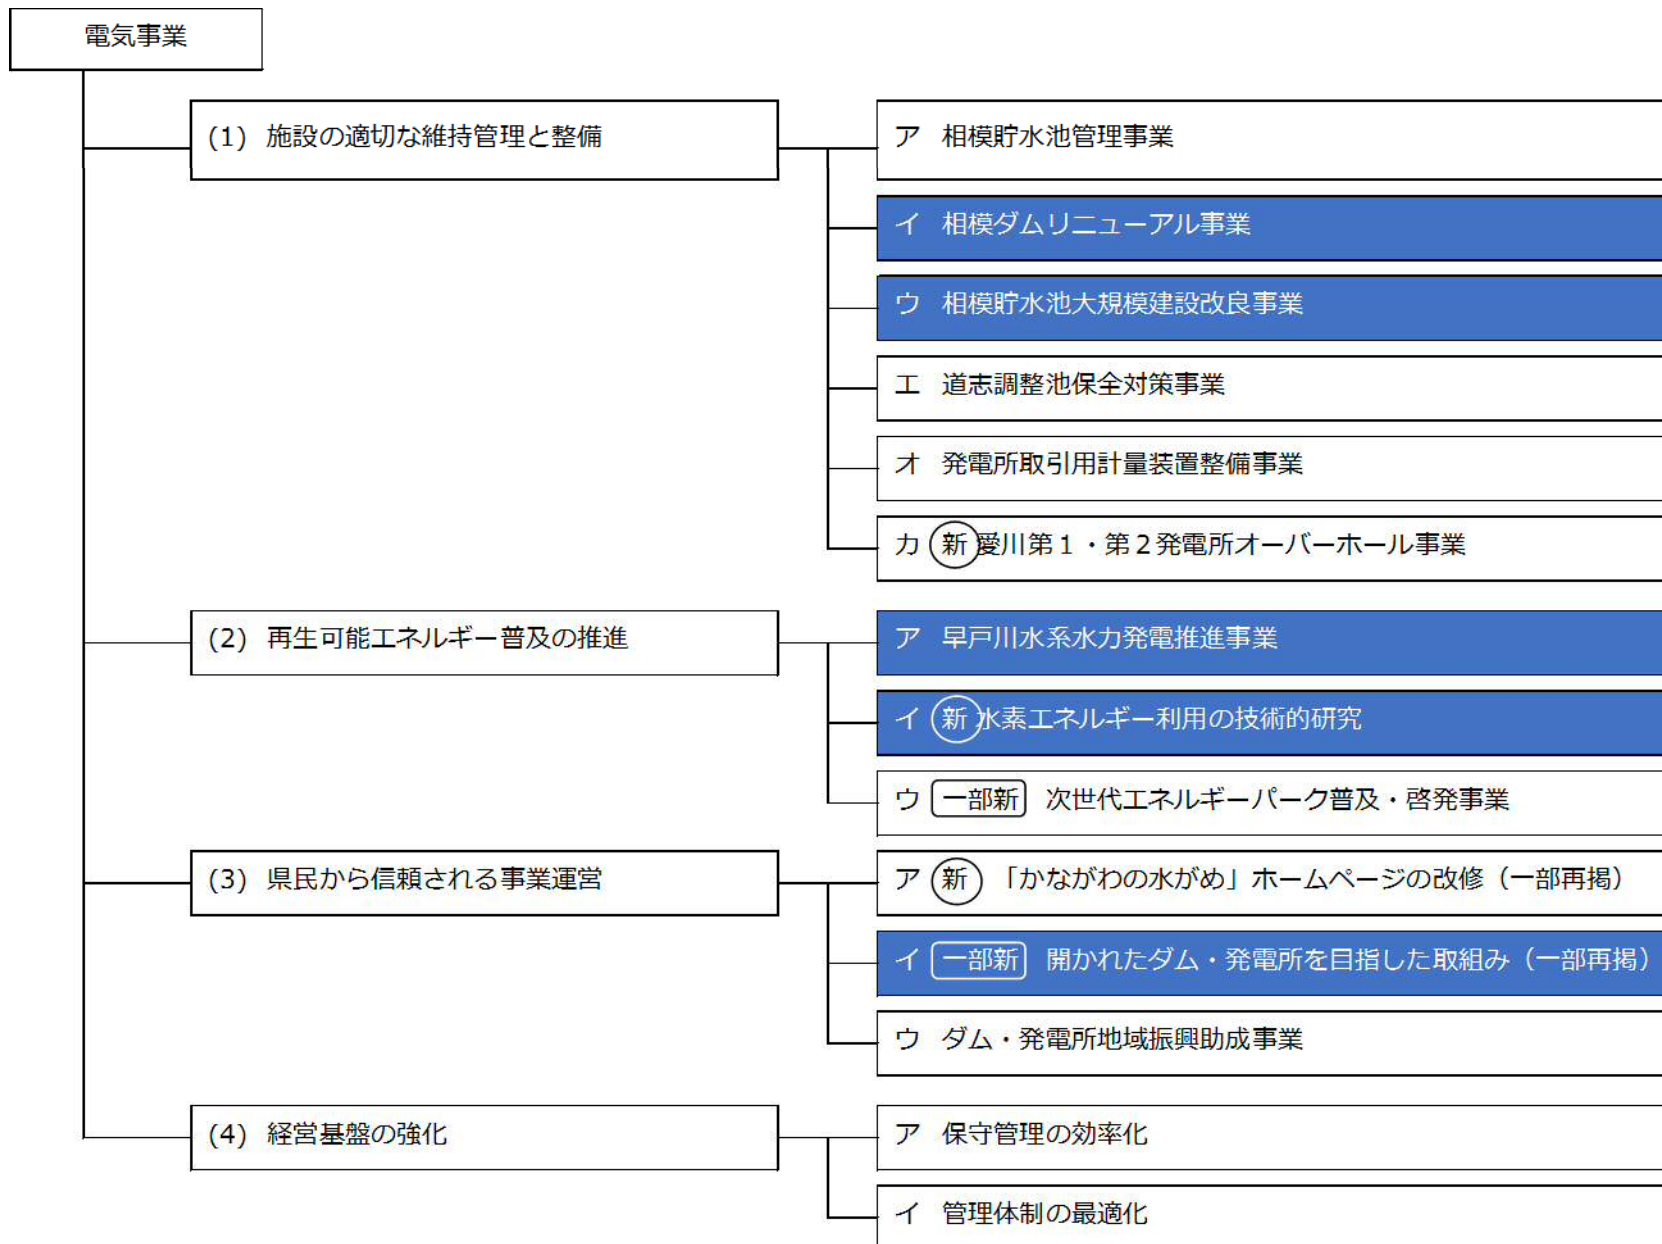 電気事業
(1) 施設の適切な維持管理と整備
ア 相模貯水池管理事業
イ 相模ダムリニューアル事業
ウ 相模貯水池大規模建設改良事業
エ 道志調整池保全対策事業
オ 発電所取引用計量装置整備事業
カ 新 愛川第１・第２発電所オーバーホール事業
(2) 再生可能エネルギー普及の推進
ア 早戸川水系水力発電推進事業
イ 新 水素エネルギー利用の技術的研究
ウ 一部新 次世代エネルギーパーク普及・啓発事業
(3) 県民から信頼される事業運営
ア 新 「かながわの水がめ」ホームページの改修（一部再掲）
イ 一部新 開かれたダム・発電所を目指した取組み（一部再掲）
ウ ダム・発電所地域振興助成事業
(4) 経営基盤の強化
ア 保守管理の効率化
イ 管理体制の最適化